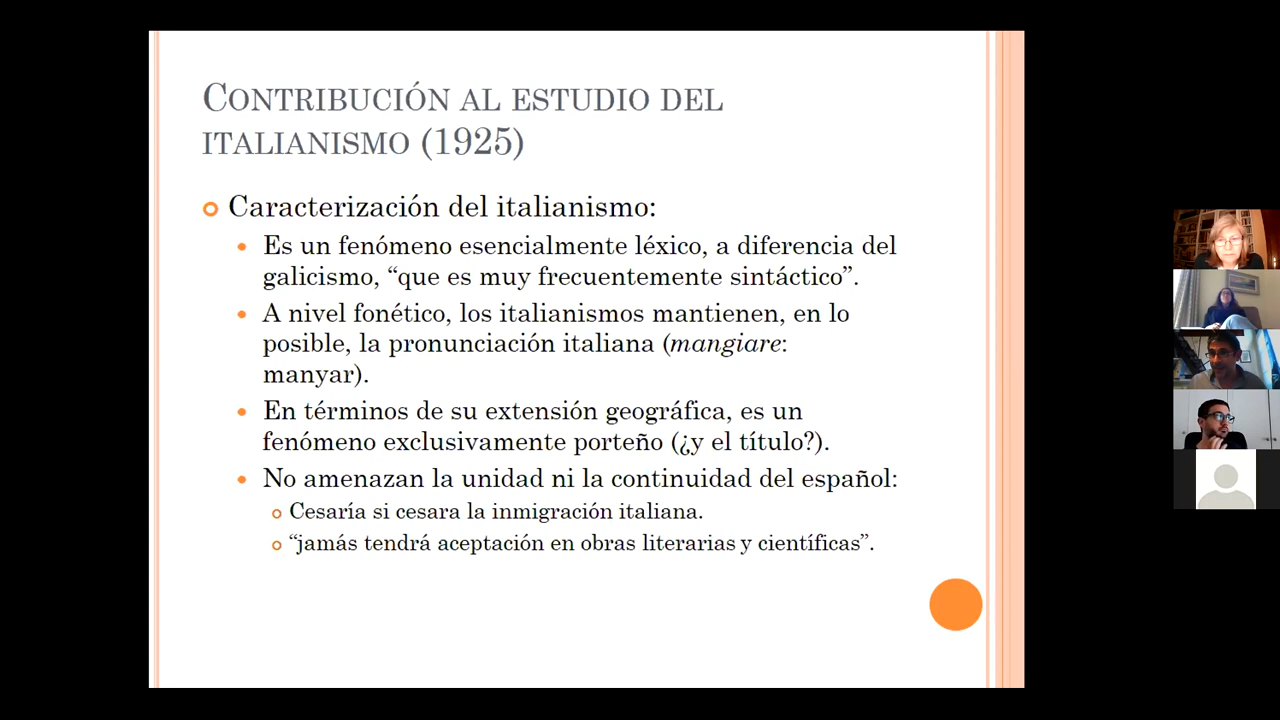 CONTRIBUCIÓN AL ESTUDIO DEL
ITALIANISMO (1925)
Caracterización del italianismo:
Es un fenómeno esencialmente léxico, a diferencia del
galicismo, “que es muy frecuentemente sintáctico”.
A nivel fonético, los italianismos mantienen, en lo
posible, la pronunciación italiana (mangiare:
manyar).
En términos de su extensión geográfica, es un
fenómeno exclusivamente porteño (¿y el título?).
No amenazan la unidad ni la continuidad del español:
Cesaría si cesara la inmigración italiana.
“jamás tendrá aceptación en obras literarias y científicas”.